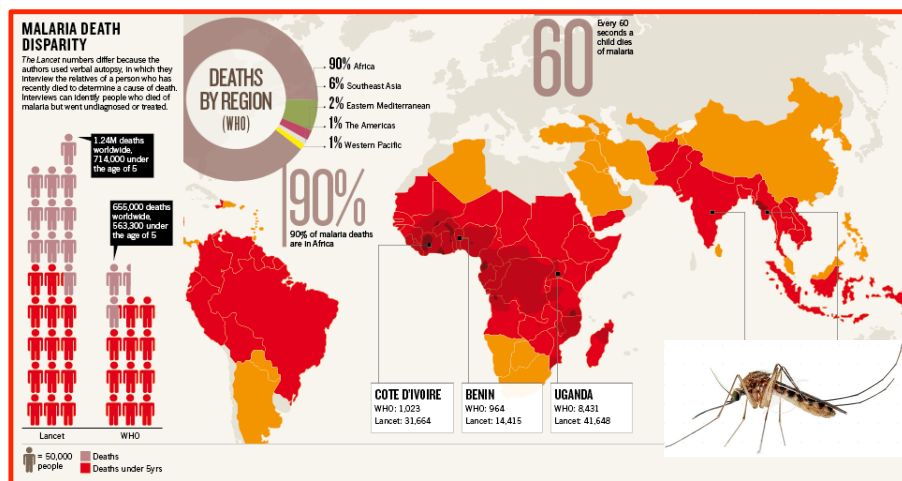 MALARIA DEATH
DISPARITY
The Lancet numbers differ because the
authors used verbal autopsy, in which they
interview the relatives of a person who has
recently died to determine a cause of death.
Interviews can identify people who died of
malaria but went undiagnosed or treated.
1.24M deaths
worldwide,
714,000 under
the age of 5
655,000 deaths
worldwide,
563,300 under
the age of 5
Lancet
WHO
= 50,000
people
Deaths
Deaths under 5yrs
DEATHS
BY REGION
(WHO)
90% Africa
6% Southeast Asia
2% Eastern Mediterranean
1% The Americas
1% Western Pacific
90%
90% of malaria deaths
are in Africa
60
Every 60
seconds a
child dies
of malaria
COTE D'IVOIRE
WHO: 1,023
Lancet: 31,664
BENIN
WHO: 964
Lancet: 14,415
UGANDA
WHO: 8,431
Lancet: 41,648